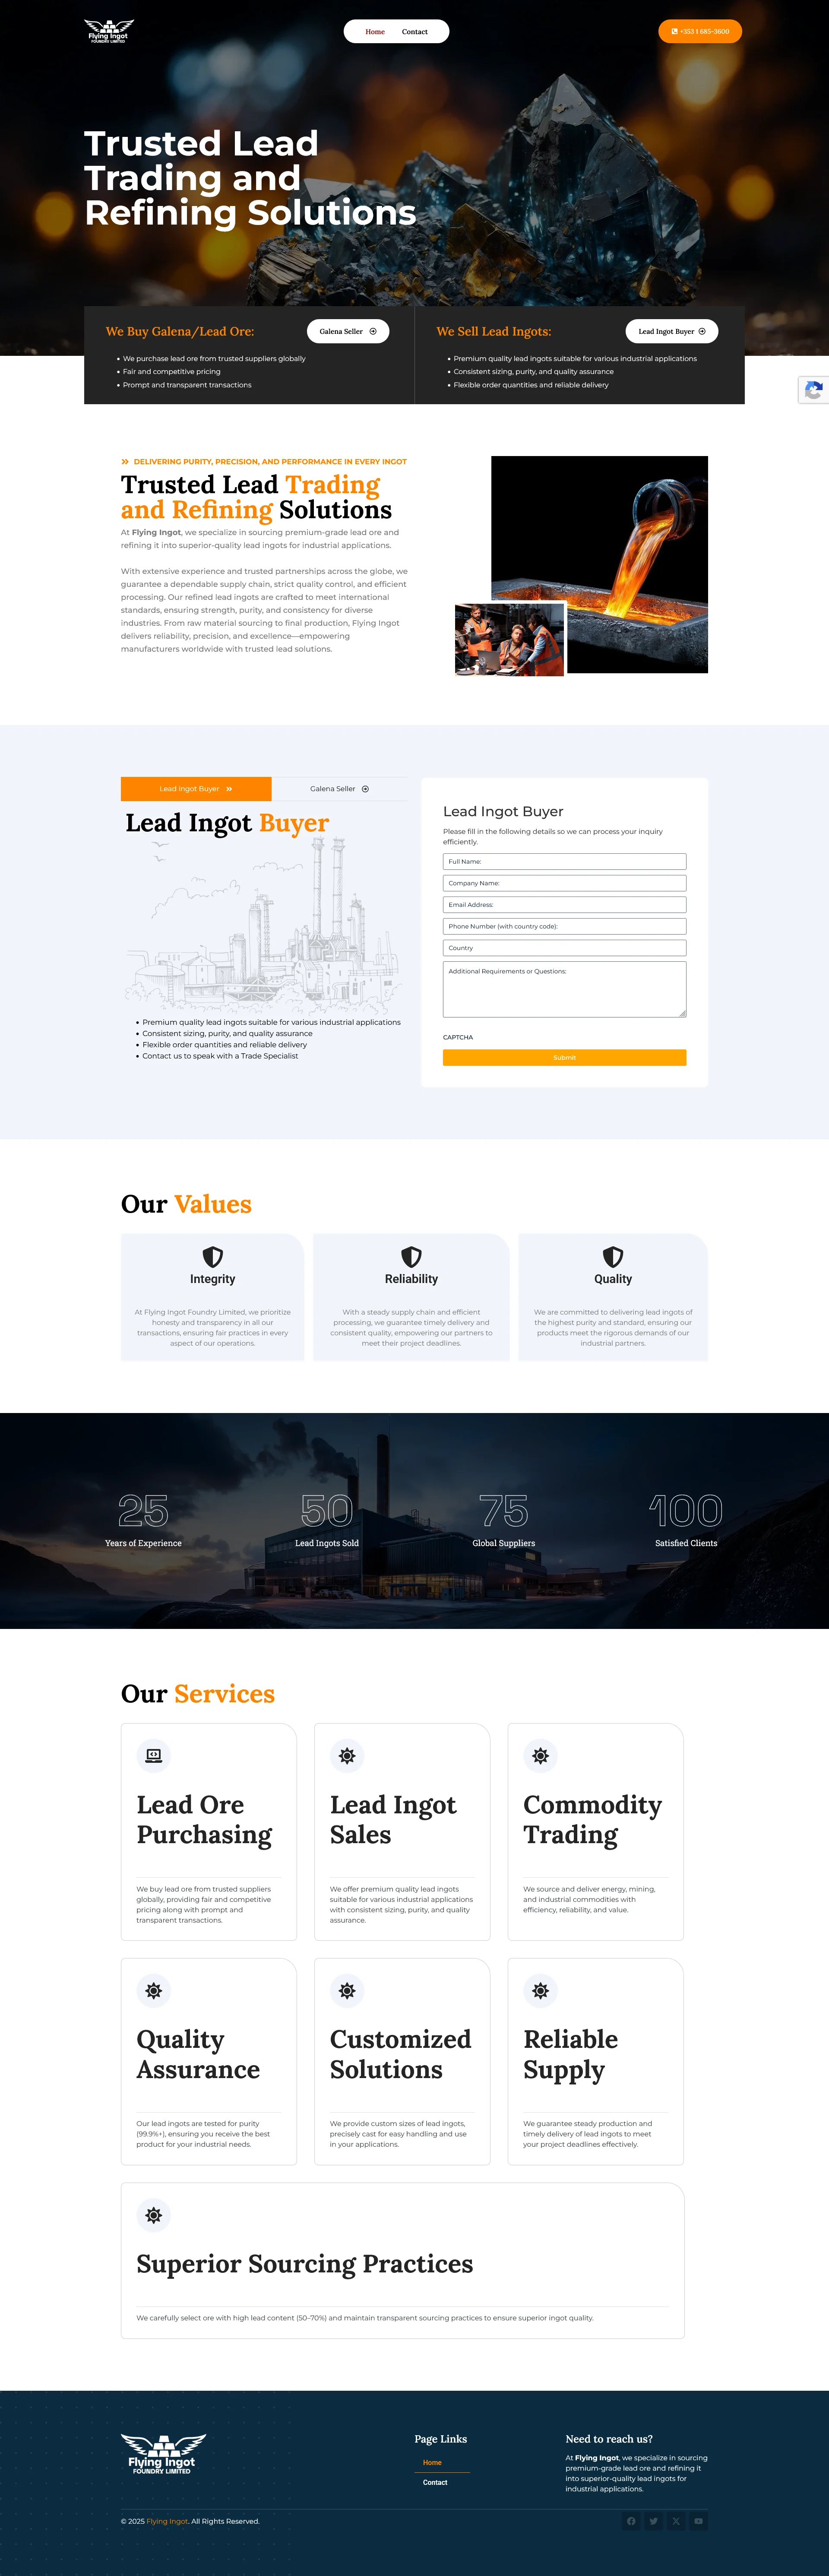 Flying Ingot
FOUNDRY LIMITED
Home
Contact
+353 1 685-3600
Trusted Lead
Trading and
Refining Solutions
We Buy Galena/Lead Ore:
Galena Seller
We purchase lead ore from trusted suppliers globally
Fair and competitive pricing
Prompt and transparent transactions
We Sell Lead Ingots:
Lead Ingot Buyer
Premium quality lead ingots suitable for various industrial applications
Consistent sizing, purity, and quality assurance
Flexible order quantities and reliable delivery
DELIVERING PURITY, PRECISION, AND PERFORMANCE IN EVERY INGOT
Trusted Lead Trading
and Refining Solutions
At Flying Ingot, we specialize in sourcing premium-grade lead ore and
refining it into superior-quality lead ingots for industrial applications.
With extensive experience and trusted partnerships across the globe, we
guarantee a dependable supply chain, strict quality control, and efficient
processing. Our refined lead ingots are crafted to meet international
standards, ensuring strength, purity, and consistency for diverse
industries. From raw material sourcing to final production, Flying Ingot
delivers reliability, precision, and excellence—empowering
manufacturers worldwide with trusted lead solutions.
Lead Ingot Buyer
Galena Seller
Lead Ingot Buyer
Premium quality lead ingots suitable for various industrial applications
Consistent sizing, purity, and quality assurance
Flexible order quantities and reliable delivery
Contact us to speak with a Trade Specialist
Lead Ingot Buyer
Please fill in the following details so we can process your inquiry
efficiently.
Full Name:
Company Name:
Email Address:
Phone Number (with country code):
Country
Additional Requirements or Questions:
CAPTCHA
Submit
Our Values
Integrity
At Flying Ingot Foundry Limited, we prioritize
honesty and transparency in all our
transactions, ensuring fair practices in every
aspect of our operations.
Reliability
With a steady supply chain and efficient
processing, we guarantee timely delivery and
consistent quality, empowering our partners to
meet their project deadlines.
Quality
We are committed to delivering lead ingots of
the highest purity and standard, ensuring our
products meet the rigorous demands of our
industrial partners.
25
Years of Experience
50
Lead Ingots Sold
75
Global Suppliers
100
Satisfied Clients
Our Services
Lead Ore
Purchasing
We buy lead ore from trusted suppliers
globally, providing fair and competitive
pricing along with prompt and
transparent transactions.
Lead Ingot
Sales
We offer premium quality lead ingots
suitable for various industrial applications
with consistent sizing, purity, and quality
assurance.
Commodity
Trading
We source and deliver energy, mining,
and industrial commodities with
efficiency, reliability, and value.
Quality
Assurance
Our lead ingots are tested for purity
(99.9%+), ensuring you receive the best
product for your industrial needs.
Customized
Solutions
We provide custom sizes of lead ingots,
precisely cast for easy handling and use
in your applications.
Reliable
Supply
We guarantee steady production and
timely delivery of lead ingots to meet
your project deadlines effectively.
Superior Sourcing Practices
We carefully select ore with high lead content (50–70%) and maintain transparent sourcing practices to ensure superior ingot quality.
Flying Ingot
FOUNDRY LIMITED
Page Links
Home
Contact
Need to reach us?
At Flying Ingot, we specialize in sourcing
premium-grade lead ore and refining it
into superior-quality lead ingots for
industrial applications.
© 2025 Flying Ingot. All Rights Reserved.